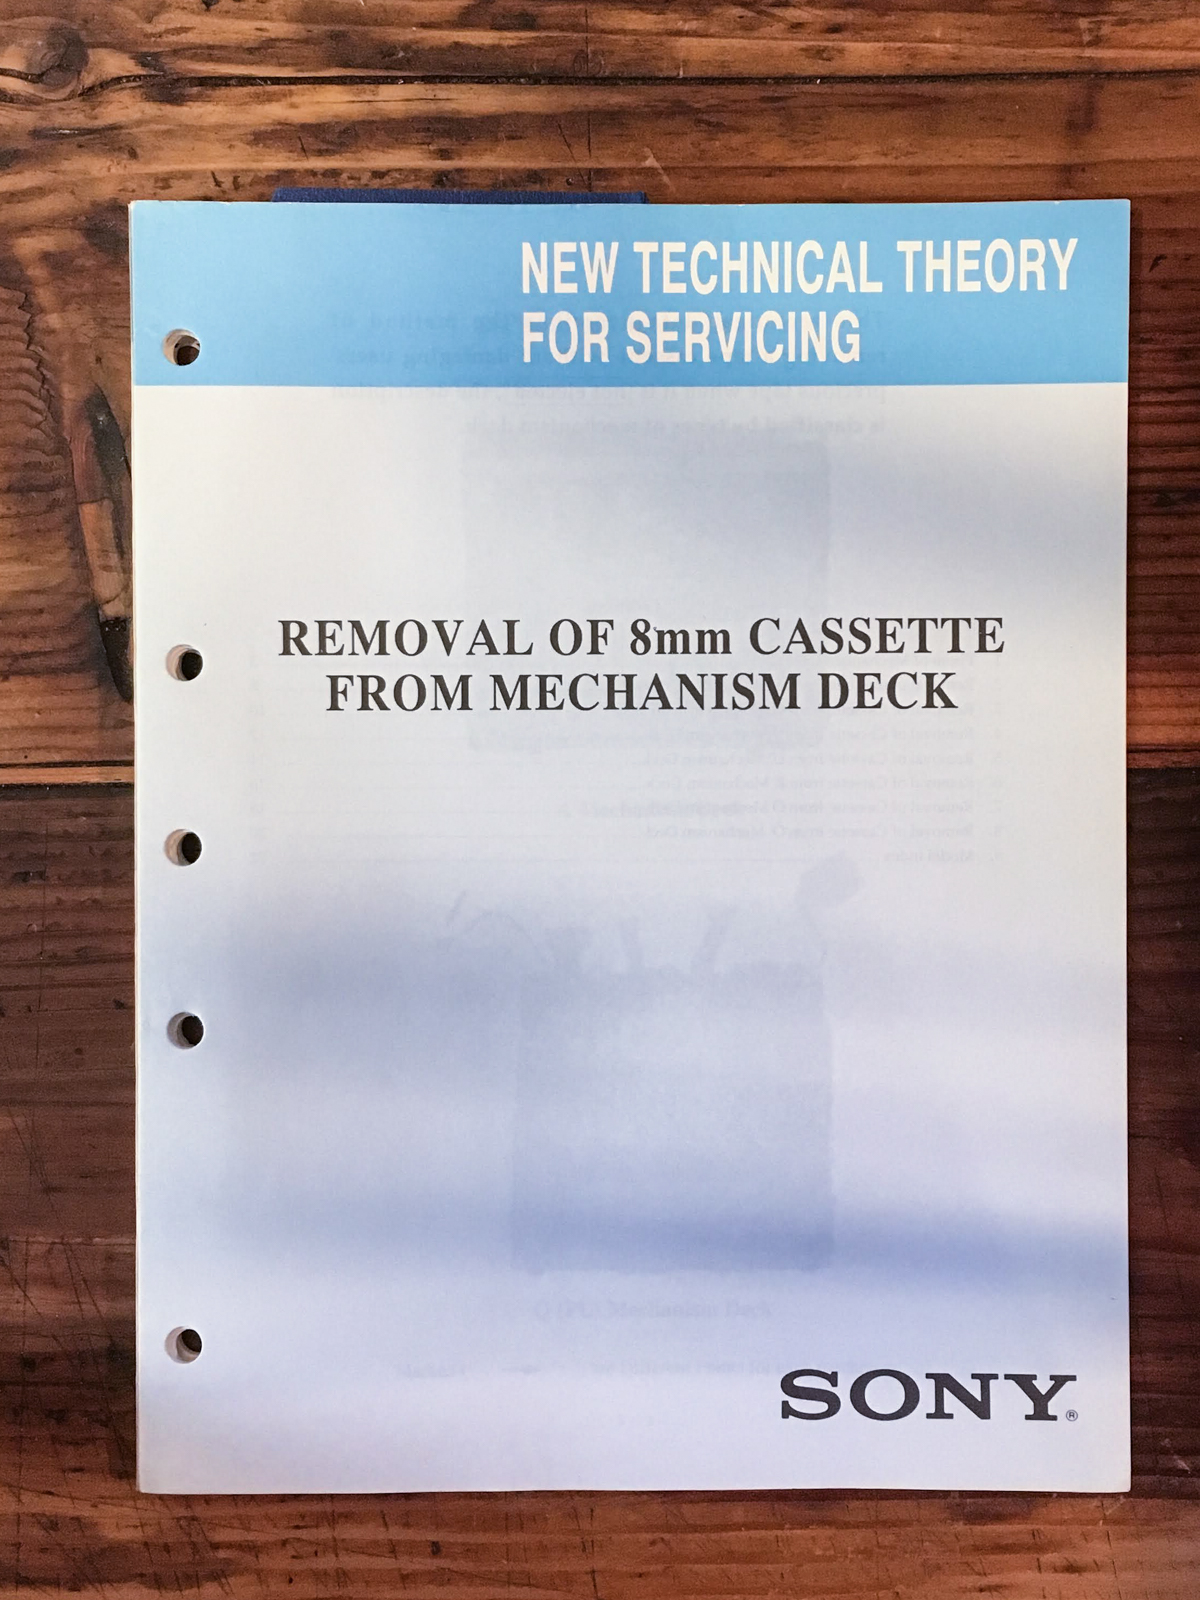 NEW TECHNICAL THEORY
FOR SERVICING
REMOVAL OF 8mm CASSETTE
FROM MECHANISM DECK
SONY®